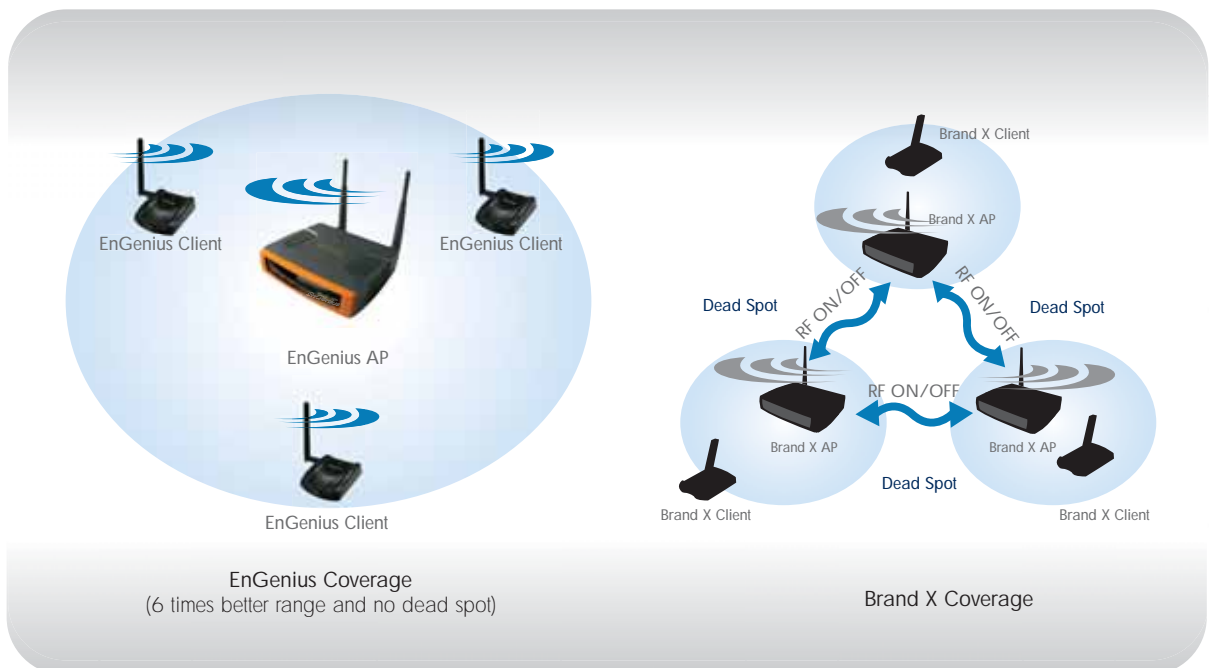 EnGenius Client
EnGenius Client
EnGenius AP
EnGenius Client
EnGenius Coverage
(6 times better range and no dead spot)
Brand X Client
Brand X AP
Dead Spot
RF ON/OFF
RF ON/OFF
Dead Spot
RF ON/OFF
Brand X AP
Brand X AP
Dead Spot
Brand X Client
Brand X Client
Brand X Coverage